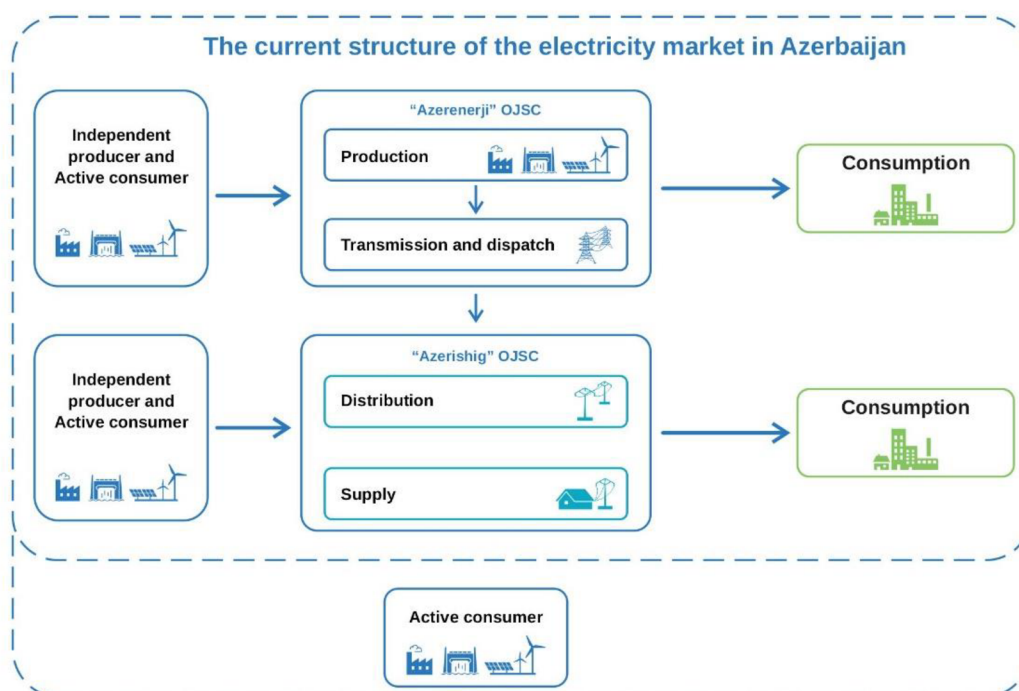 The current structure of the electricity market in Azerbaijan
Independent
producer and
Active consumer
“Azerenerji” OJSC
Production
Transmission and dispatch
Consumption
Independent
producer and
Active consumer
“Azerishig” OJSC
Distribution
Supply
Consumption
Active consumer